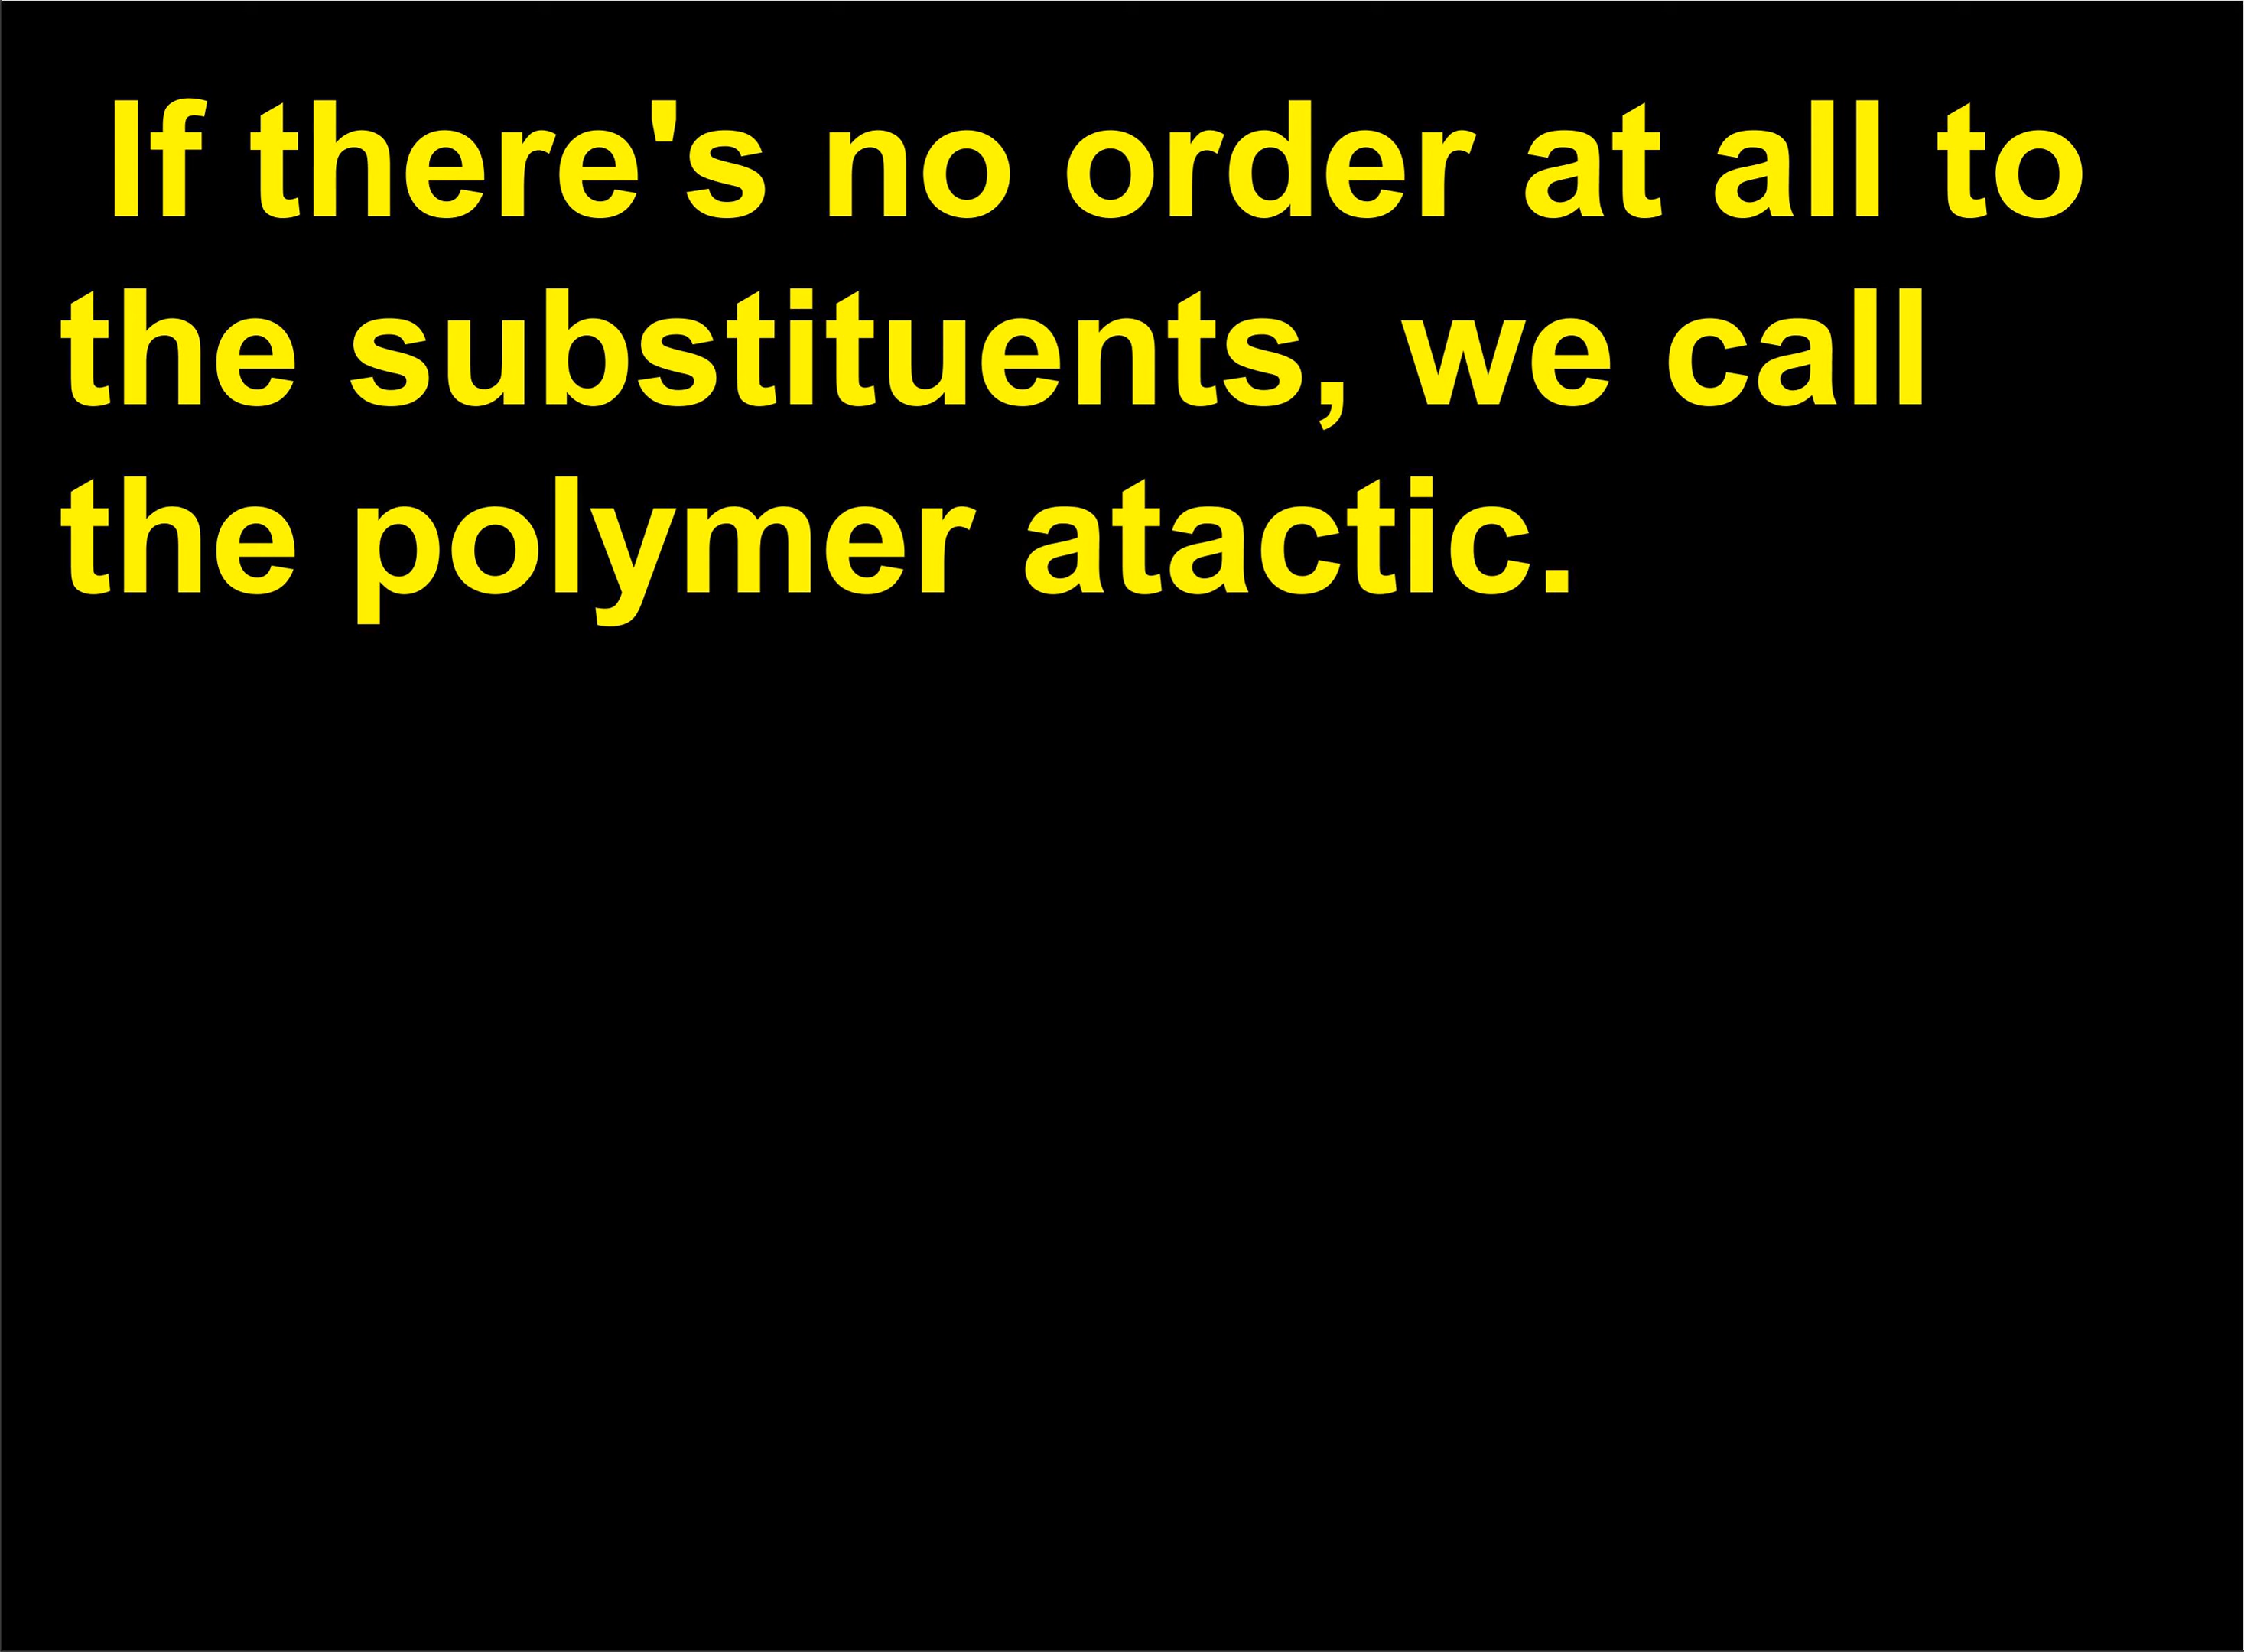 If there's no order at all to
the substituents, we call
the polymer atactic.